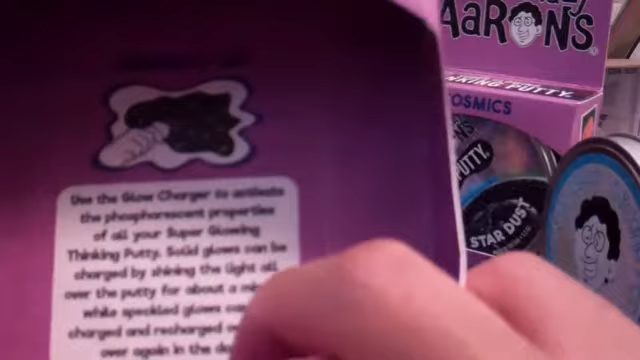 AARONS
THINKING PUTTY
COSMICS
PUTTY
STAR DUST
Use the Glow Charger to activate
the phosphorescent properties
of all your Super Glowing
Thinking Putty. Solid glows can be
charged by shining the light all
over the putty for about a
while speckled glows
charged and recharged
over again in the